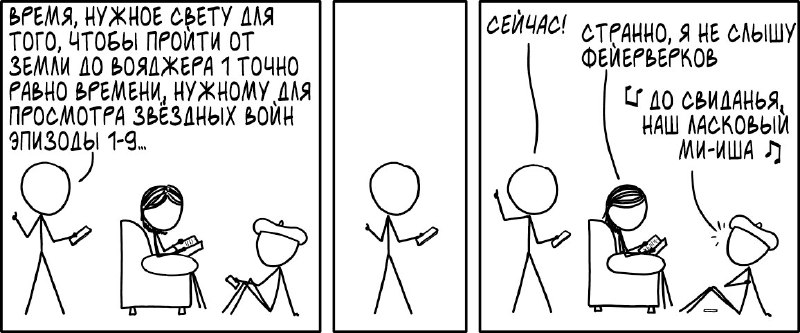 ВРЕМЯ, НУЖНОЕ СВЕТУ ДЛЯ
ТОГО, ЧТОБЫ ПРОЙТИ ОТ
ЗЕМЛИ ДО ВОЯДЖЕРА 1 ТОЧНО
РАВНО ВРЕМЕНИ, НУЖНОМУ ДЛЯ
ПРОСМОТРА ЗВЁЗДНЫХ ВОЙН
ЭПИЗОДЫ 1-9...
СЕЙЧАС!
СТРАННО, Я НЕ СЛЫШУ
ФЕЙЕРВЕРКОВ
♫ ДО СВИДАНЬЯ,
НАШ ЛАСКОВЫЙ
МИ-ИША ♫